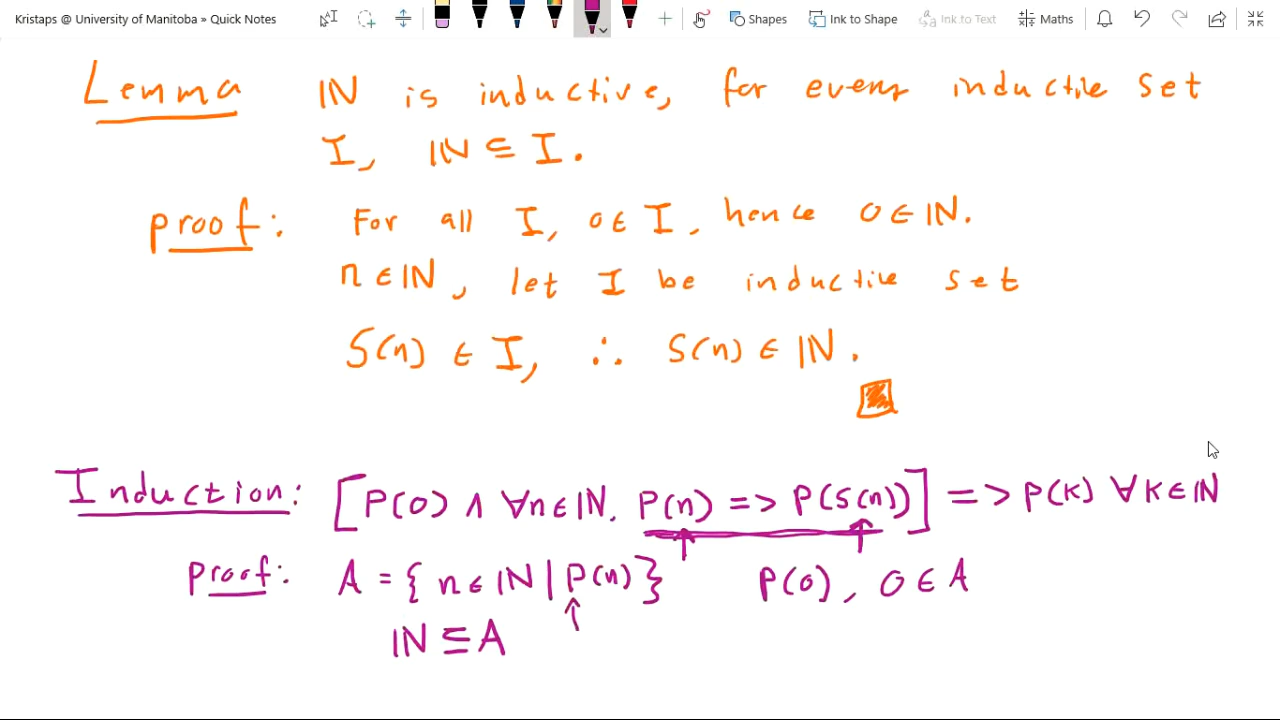 Kristaps @ University of Manitoba » Quick Notes Shapes Ink to Shape Ink to Text Maths
Lemma ℕ is inductive, for every inductive set
I, ℕ ⊆ I.
proof: For all I, 0 ∈ I, hence 0 ∈ ℕ.
n ∈ ℕ, let I be inductive set
S(n) ∈ I, ∴ S(n) ∈ ℕ.
Induction: [P(0) ∧ ∀n∈ℕ. P(n) => P(S(n))] => P(K) ∀K∈ℕ
proof: A = { n ∈ ℕ | P(n) } P(0), 0 ∈ A
ℕ ⊆ A